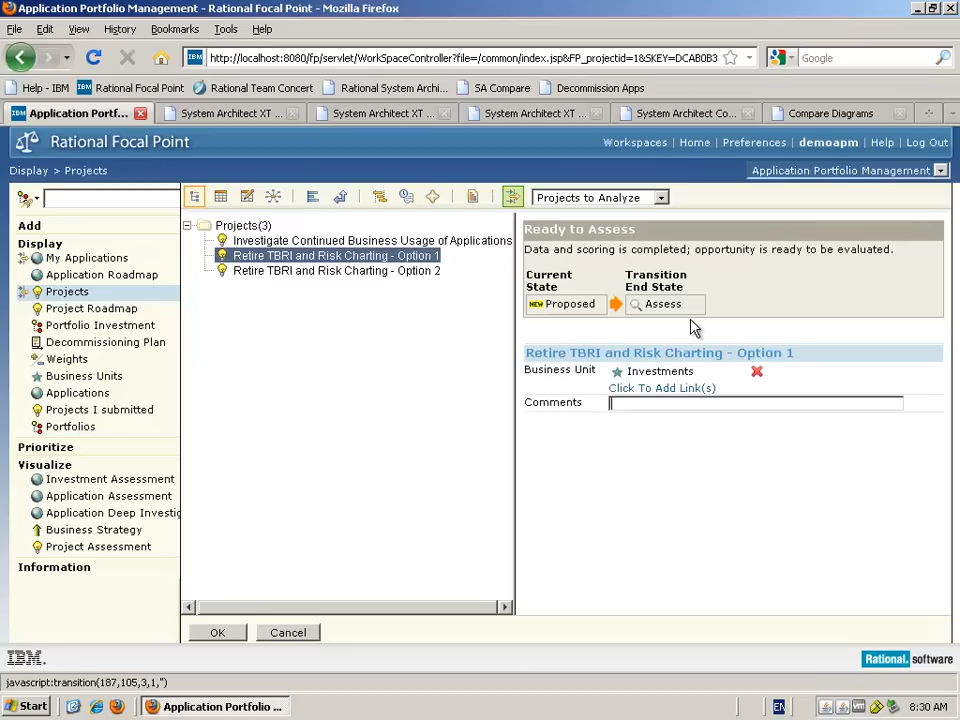 Application Portfolio Management - Rational Focal Point - Mozilla Firefox
File Edit View History Bookmarks Tools Help
IBM http://localhost:8080/fp/servlet/WorkSpaceController?file=/common/index.jsp&FP_projectid=1&SKEY=DCAB0B3 Google
Help - IBM IBM Rational Focal Point Rational Team Concert Rational System Archi... SA Compare Decommission Apps
IBM Application Portf... System Architect XT ... System Architect XT ... System Architect XT ... System Architect Co... Compare Diagrams
Rational Focal Point Workspaces Home Preferences demoapm Help Log Out
Display > Projects Application Portfolio Management
Projects to Analyze
Add
Display
My Applications
Application Roadmap
Projects
Project Roadmap
Portfolio Investment
Decommissioning Plan
Weights
Business Units
Applications
Projects I submitted
Portfolios
Prioritize
Visualize
Investment Assessment
Application Assessment
Application Deep Investig
Business Strategy
Project Assessment
Information
Projects(3)
Investigate Continued Business Usage of Applications
Retire TBRI and Risk Charting - Option 1
Retire TBRI and Risk Charting - Option 2
Ready to Assess
Data and scoring is completed; opportunity is ready to be evaluated.
Current State
Transition End State
NEW Proposed Assess
Retire TBRI and Risk Charting - Option 1
Business Unit Investments
Click To Add Link(s)
Comments
OK Cancel
IBM. Rational. software
javascript:transition(187,105,3,1,'')
Start Application Portfolio ... EN 8:30 AM